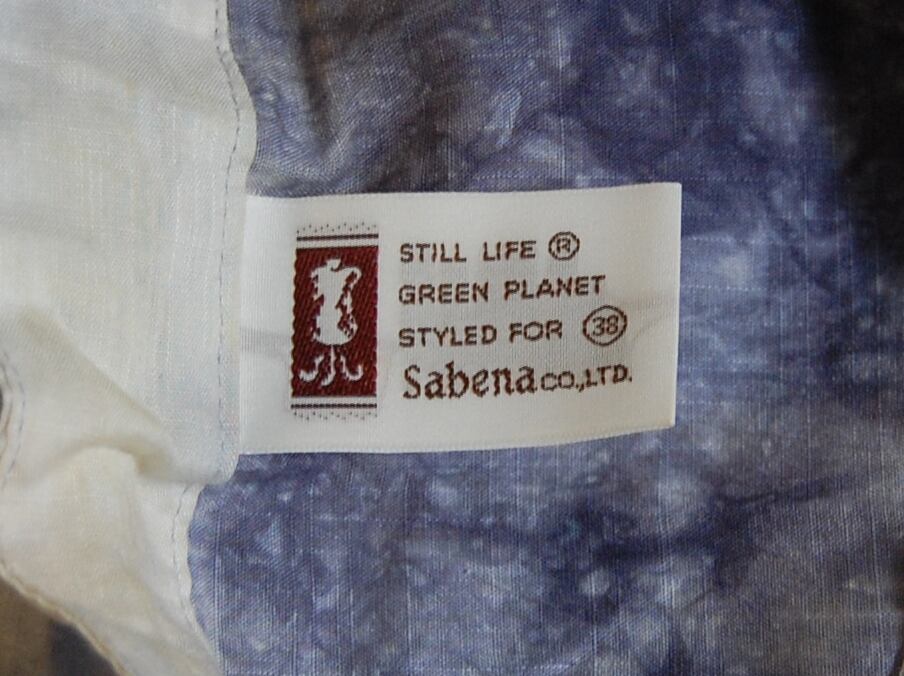 STILL LIFE ®
GREEN PLANET
STYLED FOR 38
Sabena CO.,LTD.